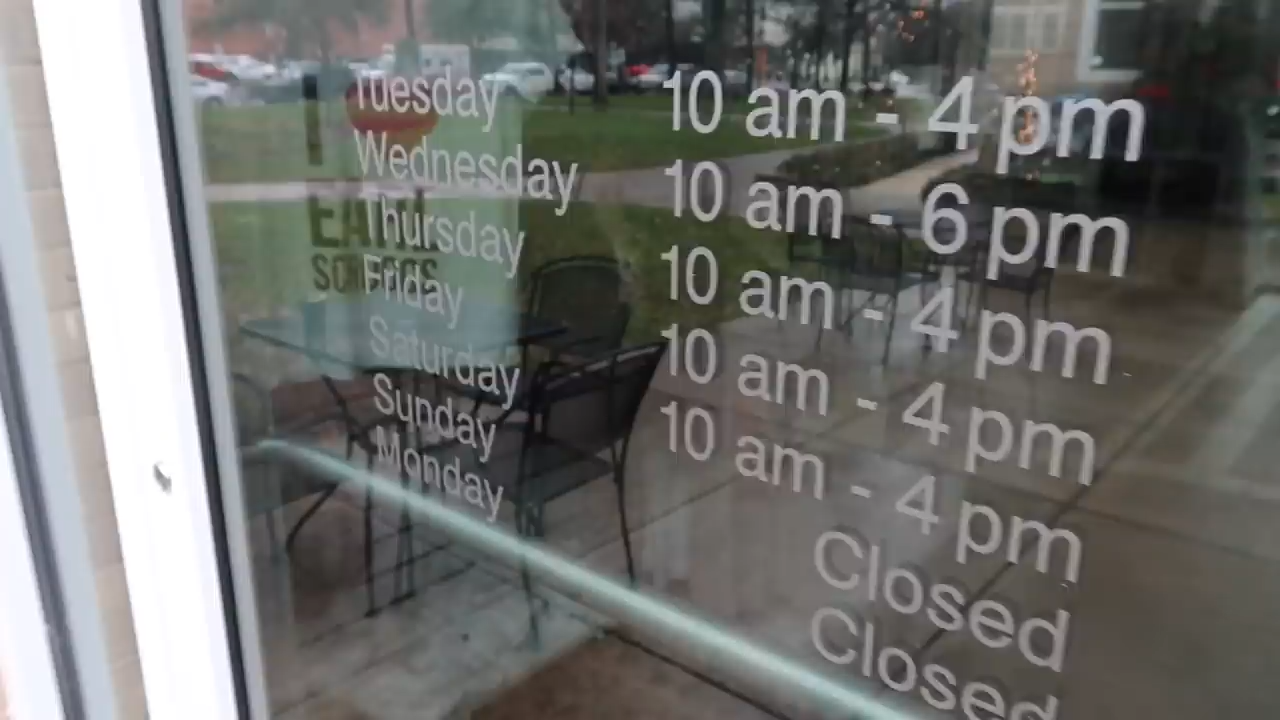 Tuesday 10 am - 4 pm
Wednesday 10 am - 6 pm
Thursday 10 am - 4 pm
Friday 10 am - 4 pm
Saturday 10 am - 4 pm
Sunday Closed
Monday Closed
I